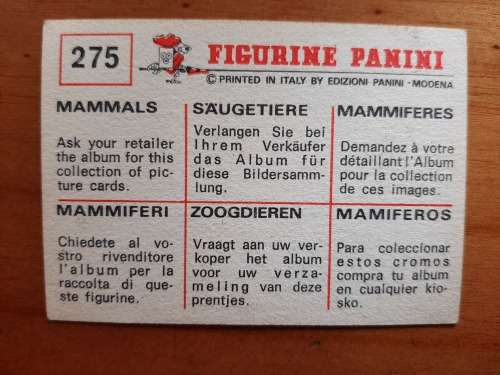 275
FIGURINE PANINI
© PRINTED IN ITALY BY EDIZIONI PANINI - MODENA
MAMMALS
Ask your retailer
the album for this
collection of pic-
ture cards.
SÄUGETIERE
Verlangen Sie bei
Ihrem Verkäufer
das Album für
diese Bildersamm-
lung.
MAMMIFERES
Demandez à votre
détaillant l'Album
pour la collection
de ces images.
MAMMIFERI
Chiedete al vo-
stro rivenditore
l'album per la
raccolta di que-
ste figurine.
ZOOGDIEREN
Vraagt aan uw ver-
koper het album
voor uw verza-
meling van deze
prentjes.
MAMIFEROS
Para coleccionar
estos cromos
compra tu album
en cualquier kio-
sko.